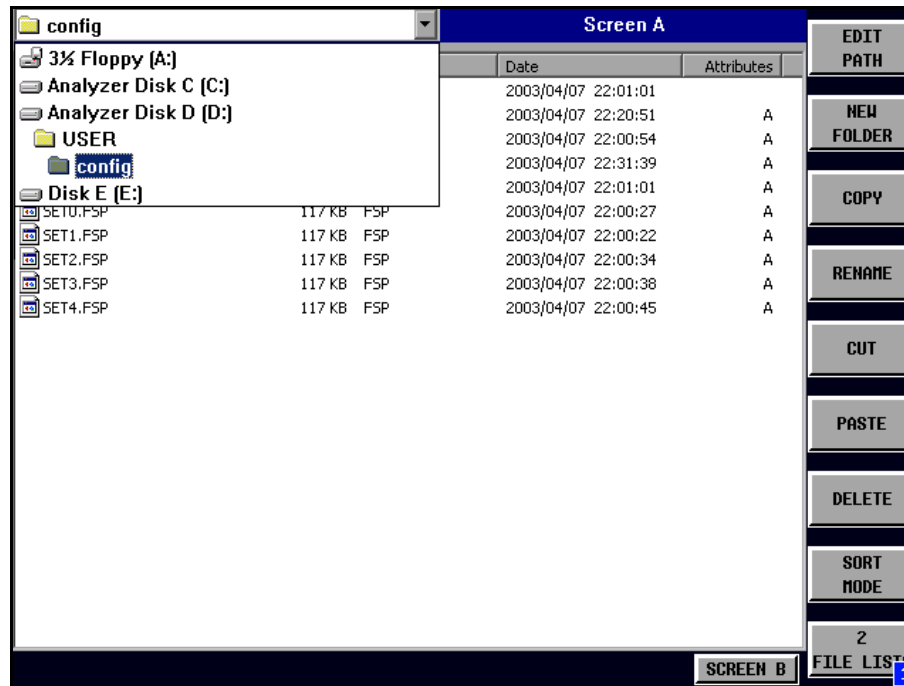 config
Screen A
3½ Floppy (A:)
Analyzer Disk C (C:)
Analyzer Disk D (D:)
USER
config
Disk E (E:)
Date Attributes
2003/04/07 22:01:01
2003/04/07 22:20:51 A
2003/04/07 22:00:54 A
2003/04/07 22:31:39 A
2003/04/07 22:01:01 A
SET0.FSP 117 KB FSP 2003/04/07 22:00:27 A
SET1.FSP 117 KB FSP 2003/04/07 22:00:22 A
SET2.FSP 117 KB FSP 2003/04/07 22:00:34 A
SET3.FSP 117 KB FSP 2003/04/07 22:00:38 A
SET4.FSP 117 KB FSP 2003/04/07 22:00:45 A
SCREEN B
EDIT
PATH
NEW
FOLDER
COPY
RENAME
CUT
PASTE
DELETE
SORT
MODE
2
FILE LISTS